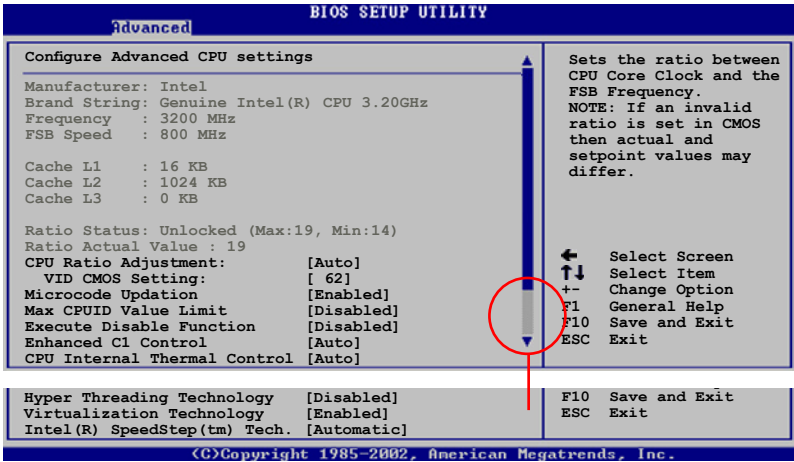 BIOS SETUP UTILITY
Advanced
Configure Advanced CPU settings
Manufacturer: Intel
Brand String: Genuine Intel(R) CPU 3.20GHz
Frequency : 3200 MHz
FSB Speed : 800 MHz
Cache L1 : 16 KB
Cache L2 : 1024 KB
Cache L3 : 0 KB
Ratio Status: Unlocked (Max:19, Min:14)
Ratio Actual Value : 19
CPU Ratio Adjustment: [Auto]
VID CMOS Setting: [ 62]
Microcode Updation [Enabled]
Max CPUID Value Limit [Disabled]
Execute Disable Function [Disabled]
Enhanced C1 Control [Auto]
CPU Internal Thermal Control [Auto]
Sets the ratio between
CPU Core Clock and the
FSB Frequency.
NOTE: If an invalid
ratio is set in CMOS
then actual and
setpoint values may
differ.
Select Screen
Select Item
+- Change Option
F1 General Help
F10 Save and Exit
ESC Exit
Hyper Threading Technology [Disabled]
Virtualization Technology [Enabled]
Intel(R) SpeedStep(tm) Tech. [Automatic]
F10 Save and Exit
ESC Exit
(C)Copyright 1985-2002, American Megatrends, Inc.